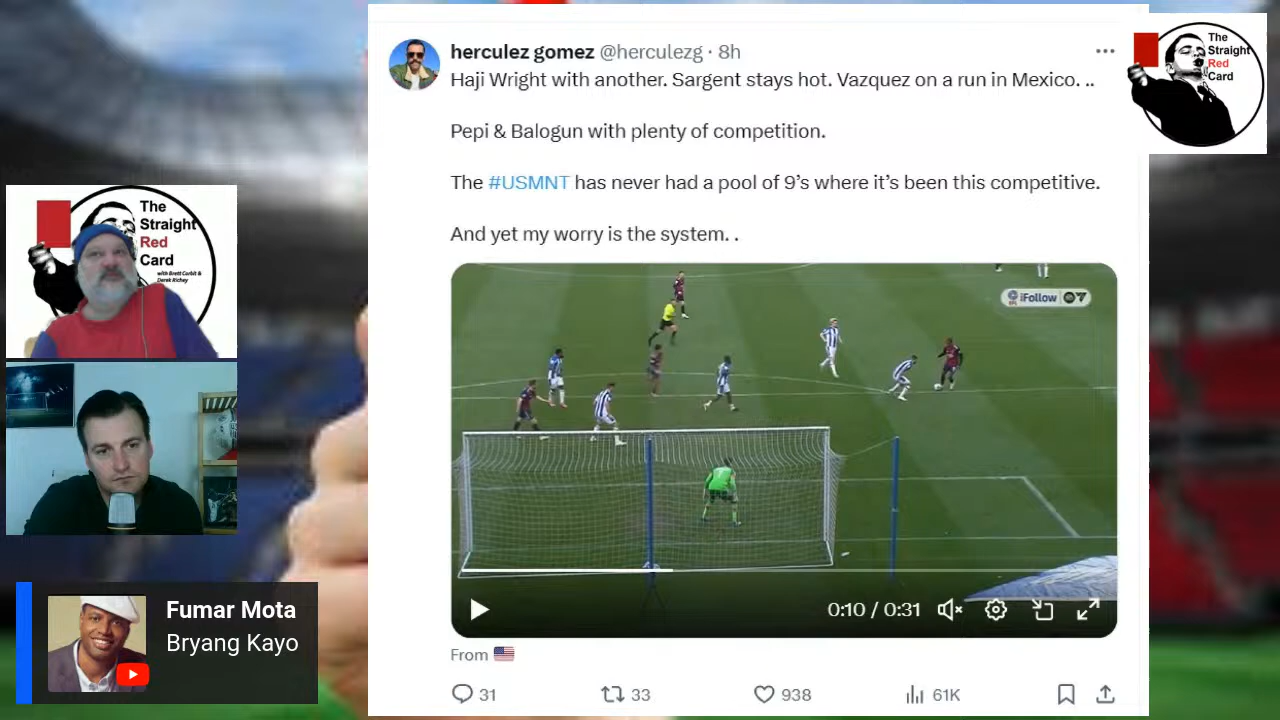 herculez gomez @herculezg · 8h
Haji Wright with another. Sargent stays hot. Vazquez on a run in Mexico. ..
Pepi & Balogun with plenty of competition.
The #USMNT has never had a pool of 9's where it's been this competitive.
And yet my worry is the system. .
iFollow
0:10 / 0:31
From
31
33
938
61K
The
Straight
Red
Card
The
Straight
Red
Card
with Brett Corbit &
Derek Richey
Fumar Mota
Bryang Kayo